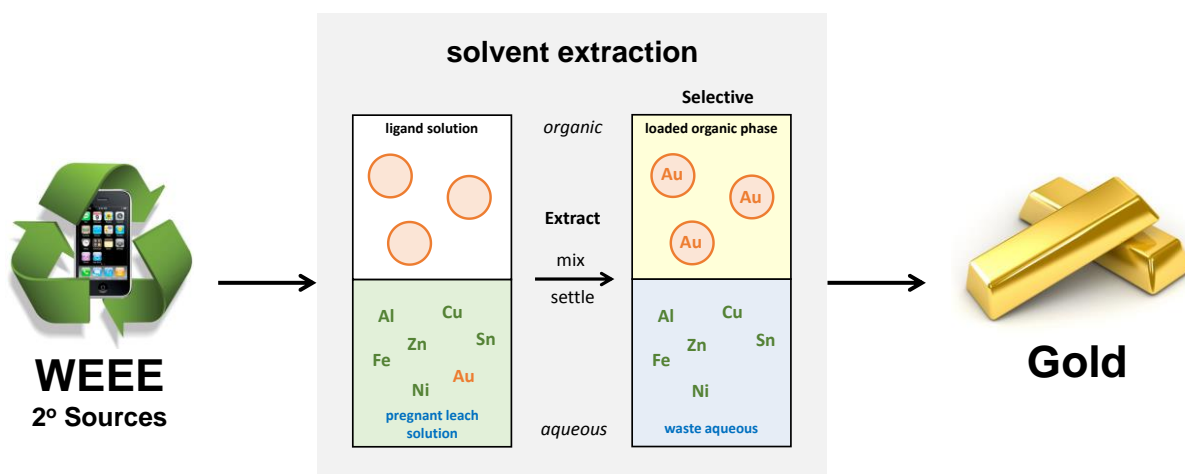 solvent extraction
Selective
ligand solution
organic
loaded organic phase
Au
Au
Au
Extract
mix
settle
Al
Cu
Zn
Sn
Fe
Au
Ni
pregnant leach
solution
aqueous
Al
Cu
Zn
Sn
Fe
Ni
waste aqueous
WEEE
2º Sources
Gold